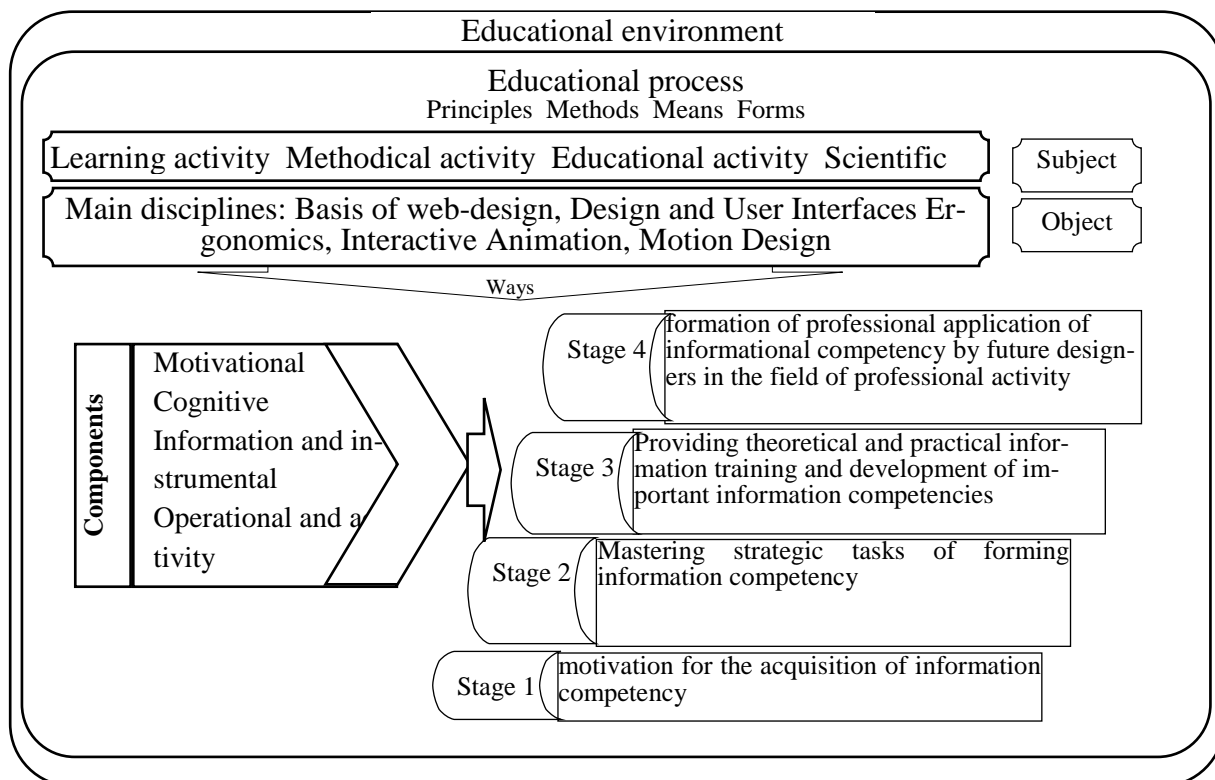 Educational environment
Educational process
Principles Methods Means Forms
Learning activity Methodical activity Educational activity Scientific
Subject
Main disciplines: Basis of web-design, Design and User Interfaces Er-
gonomics, Interactive Animation, Motion Design
Object
Ways
Components
Motivational
Cognitive
Information and in-
strumental
Operational and a
tivity
Stage 4
formation of professional application of
informational competency by future design-
ers in the field of professional activity
Stage 3
Providing theoretical and practical infor-
mation training and development of im-
portant information competencies
Stage 2
Mastering strategic tasks of forming
information competency
Stage 1
motivation for the acquisition of information
competency